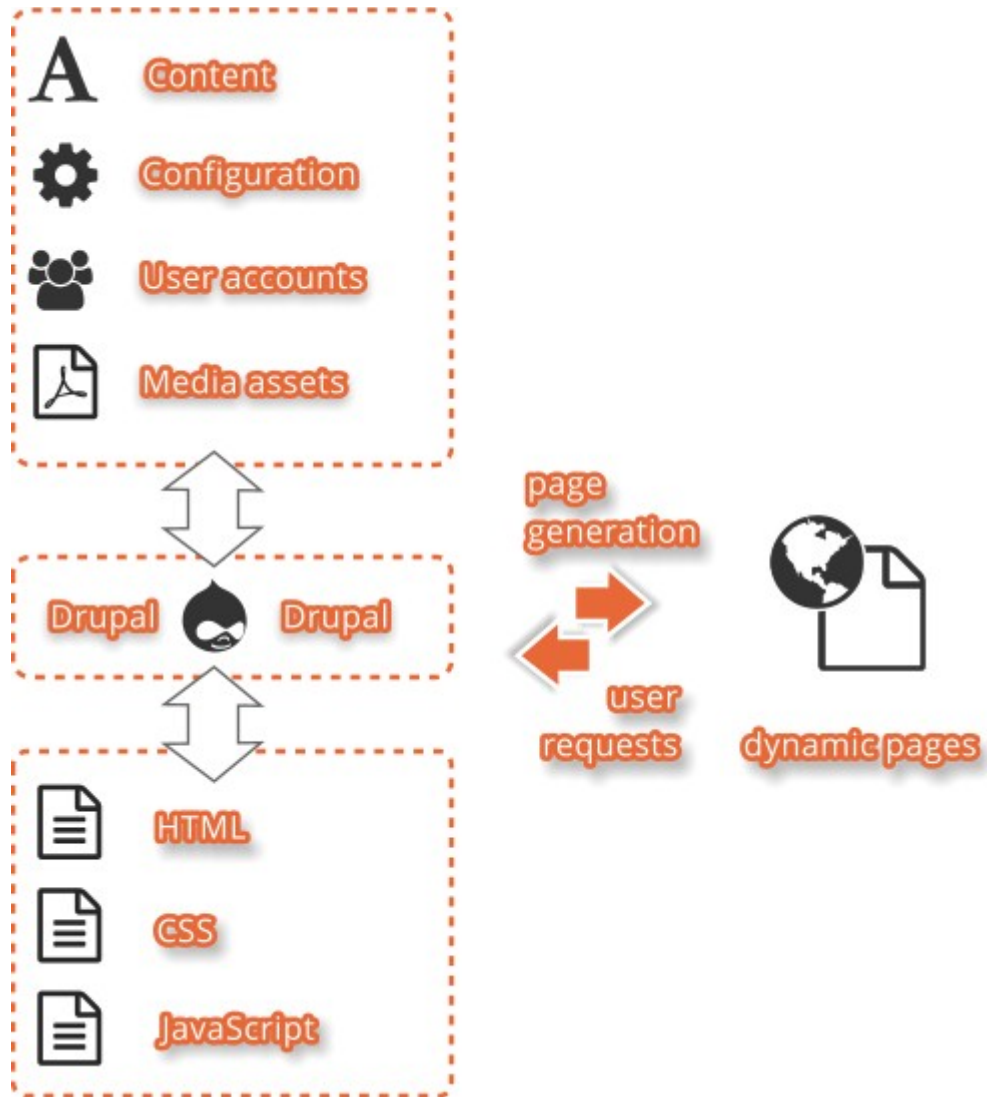 Content
Configuration
User accounts
Media assets
Drupal Drupal
HTML
CSS
JavaScript
page
generation
user
requests
dynamic pages